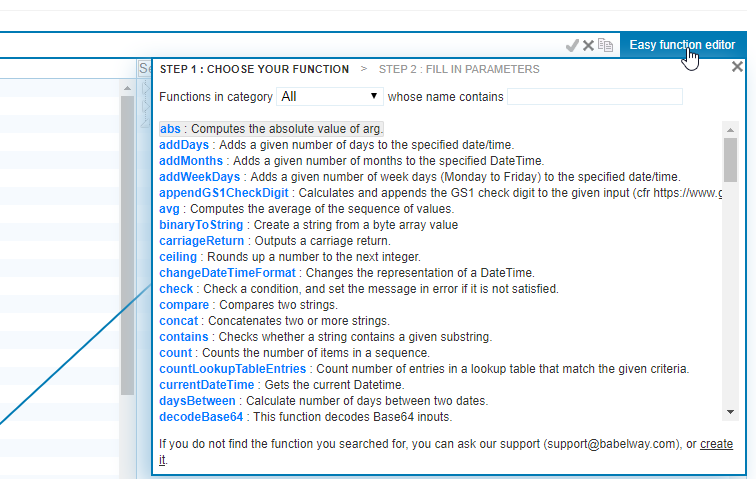 Easy function editor
Se
STEP 1 : CHOOSE YOUR FUNCTION > STEP 2 : FILL IN PARAMETERS
Functions in category All whose name contains
abs : Computes the absolute value of arg.
addDays : Adds a given number of days to the specified date/time.
addMonths : Adds a given number of months to the specified DateTime.
addWeekDays : Adds a given number of week days (Monday to Friday) to the specified date/time.
appendGS1CheckDigit : Calculates and appends the GS1 check digit to the given input (cfr https://www.g
avg : Computes the average of the sequence of values.
binaryToString : Create a string from a byte array value
carriageReturn : Outputs a carriage return.
ceiling : Rounds up a number to the next integer.
changeDateTimeFormat : Changes the representation of a DateTime.
check : Check a condition, and set the message in error if it is not satisfied.
compare : Compares two strings.
concat : Concatenates two or more strings.
contains : Checks whether a string contains a given substring.
count : Counts the number of items in a sequence.
countLookupTableEntries : Count number of entries in a lookup table that match the given criteria.
currentDateTime : Gets the current Datetime.
daysBetween : Calculate number of days between two dates.
decodeBase64 : This function decodes Base64 inputs.
If you do not find the function you searched for, you can ask our support (support@babelway.com), or create
it.